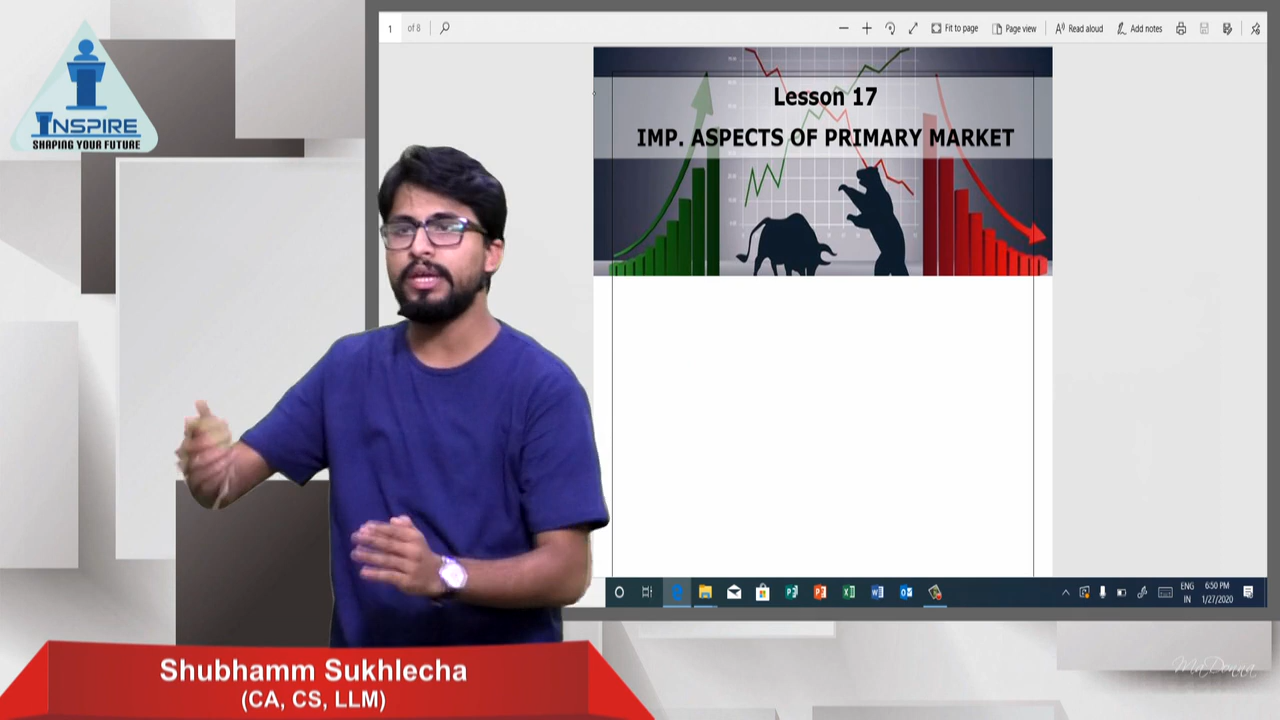 INSPIRE
SHAPING YOUR FUTURE
1 of 8
Fit to page
Page view
Read aloud
Add notes
Lesson 17
IMP. ASPECTS OF PRIMARY MARKET
ENG
IN
6:50 PM
1/27/2020
Shubhamm Sukhlecha
(CA, CS, LLM)
MaDonna